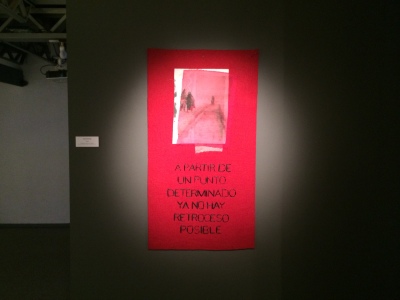 A PARTIR DE
UN PUNTO
DETERMINADO
YA NO HAY
RETROCESO
POSIBLE